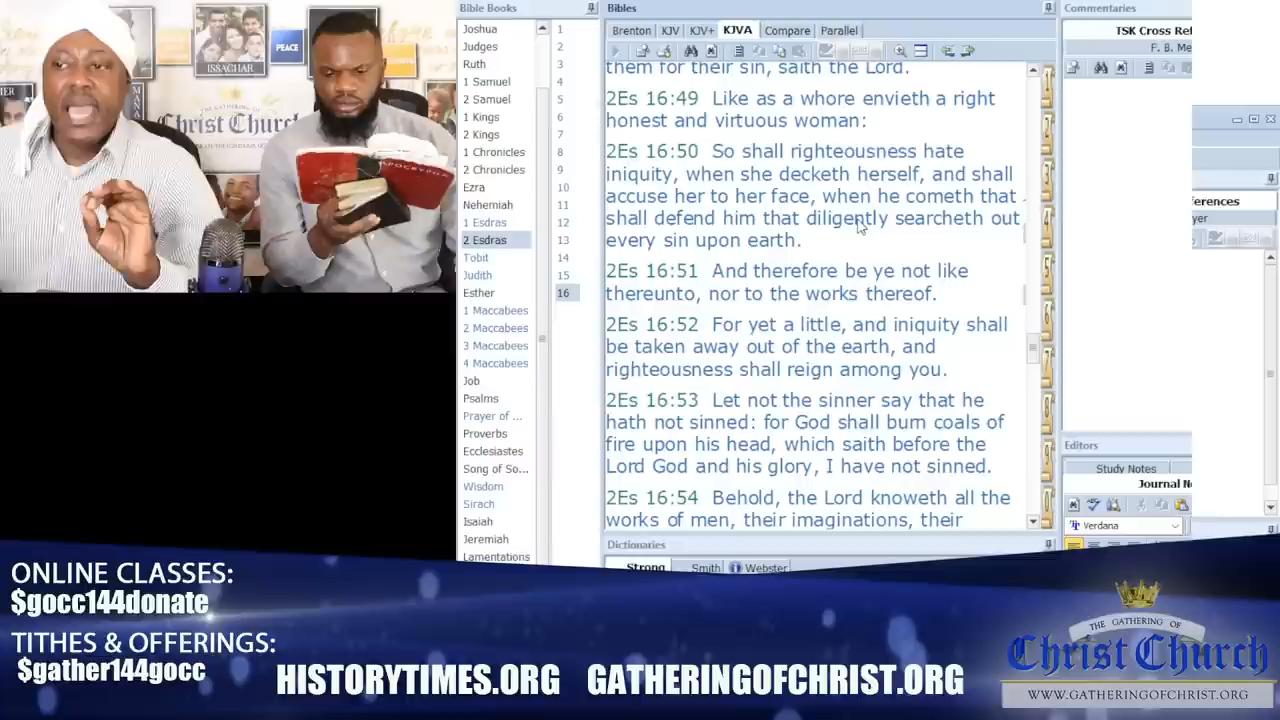 ISSACHAR
PEACE
THE GATHERING OF
Christ Church
APOCRYPHA
Bible Books
Joshua
Judges
Ruth
1 Samuel
2 Samuel
1 Kings
2 Kings
1 Chronicles
2 Chronicles
Ezra
Nehemiah
1 Esdras
2 Esdras
Tobit
Judith
Esther
1 Maccabees
2 Maccabees
3 Maccabees
4 Maccabees
Job
Psalms
Prayer of ...
Proverbs
Ecclesiastes
Song of So...
Wisdom
Sirach
Isaiah
Jeremiah
Lamentations
1
2
3
4
5
6
7
8
9
10
11
12
13
14
15
16
Bibles
Brenton KJV KJV+ KJVA Compare Parallel
them for their sin, saith the Lord.
2Es 16:49 Like as a whore envieth a right
honest and virtuous woman:
2Es 16:50 So shall righteousness hate
iniquity, when she decketh herself, and shall
accuse her to her face, when he cometh that
shall defend him that diligently searcheth out
every sin upon earth.
2Es 16:51 And therefore be ye not like
thereunto, nor to the works thereof.
2Es 16:52 For yet a little, and iniquity shall
be taken away out of the earth, and
righteousness shall reign among you.
2Es 16:53 Let not the sinner say that he
hath not sinned: for God shall burn coals of
fire upon his head, which saith before the
Lord God and his glory, I have not sinned.
2Es 16:54 Behold, the Lord knoweth all the
works of men, their imaginations, their
Dictionaries
Strong Smith Webster
Commentaries
TSK Cross Ref
F. B. Me
erences
yer
Editors
Study Notes
Journal N
Verdana
ONLINE CLASSES:
$gocc144donate
TITHES & OFFERINGS:
$gather144gocc
HISTORYTIMES.ORG GATHERINGOFCHRIST.ORG
THE GATHERING OF
Christ Church
WWW.GATHERINGOFCHRIST.ORG